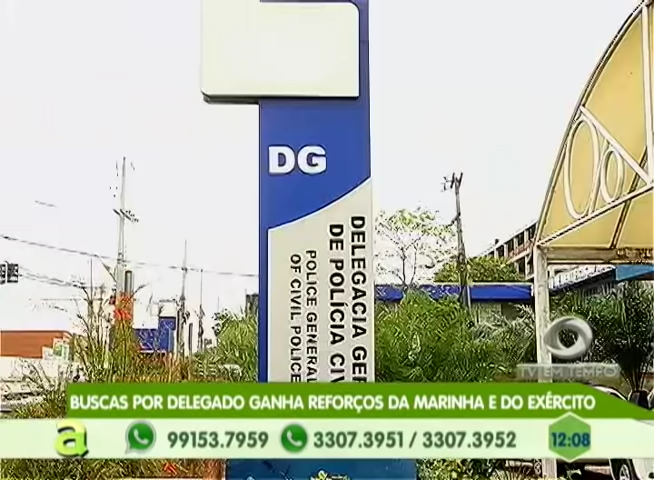 DG
DELEGACIA GER
DE POLÍCIA CIV
POLICE GENERAL
OF CIVIL POLICE
TV EM TEMPO
BUSCAS POR DELEGADO GANHA REFORÇOS DA MARINHA E DO EXÉRCITO
a
99153.7959
3307.3951 / 3307.3952
12:08